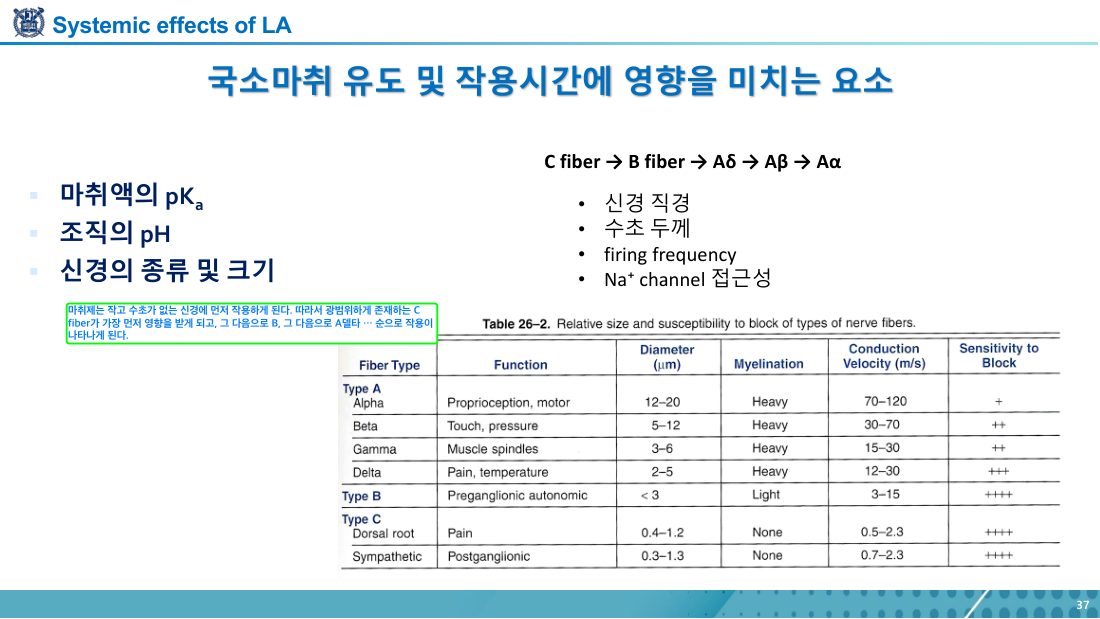 Systemic effects of LA
국소마취 유도 및 작용시간에 영향을 미치는 요소
마취액의 pKa
조직의 pH
신경의 종류 및 크기
마취제는 작고 수초가 없는 신경에 먼저 작용하게 된다. 따라서 광범위하게 존재하는 C
fiber가 가장 먼저 영향을 받게 되고, 그 다음으로 B, 그 다음으로 A델타 … 순으로 작용이
나타나게 된다.
C fiber → B fiber → Aδ → Aβ → Aα
• 신경 직경
• 수초 두께
• firing frequency
• Na⁺ channel 접근성
Table 26–2. Relative size and susceptibility to block of types of nerve fibers.
Fiber Type Function Diameter (μm) Myelination Conduction Velocity (m/s) Sensitivity to Block
Type A
Alpha Proprioception, motor 12–20 Heavy 70–120 +
Beta Touch, pressure 5–12 Heavy 30–70 ++
Gamma Muscle spindles 3–6 Heavy 15–30 ++
Delta Pain, temperature 2–5 Heavy 12–30 +++
Type B Preganglionic autonomic < 3 Light 3–15 ++++
Type C
Dorsal root Pain 0.4–1.2 None 0.5–2.3 ++++
Sympathetic Postganglionic 0.3–1.3 None 0.7–2.3 ++++
37